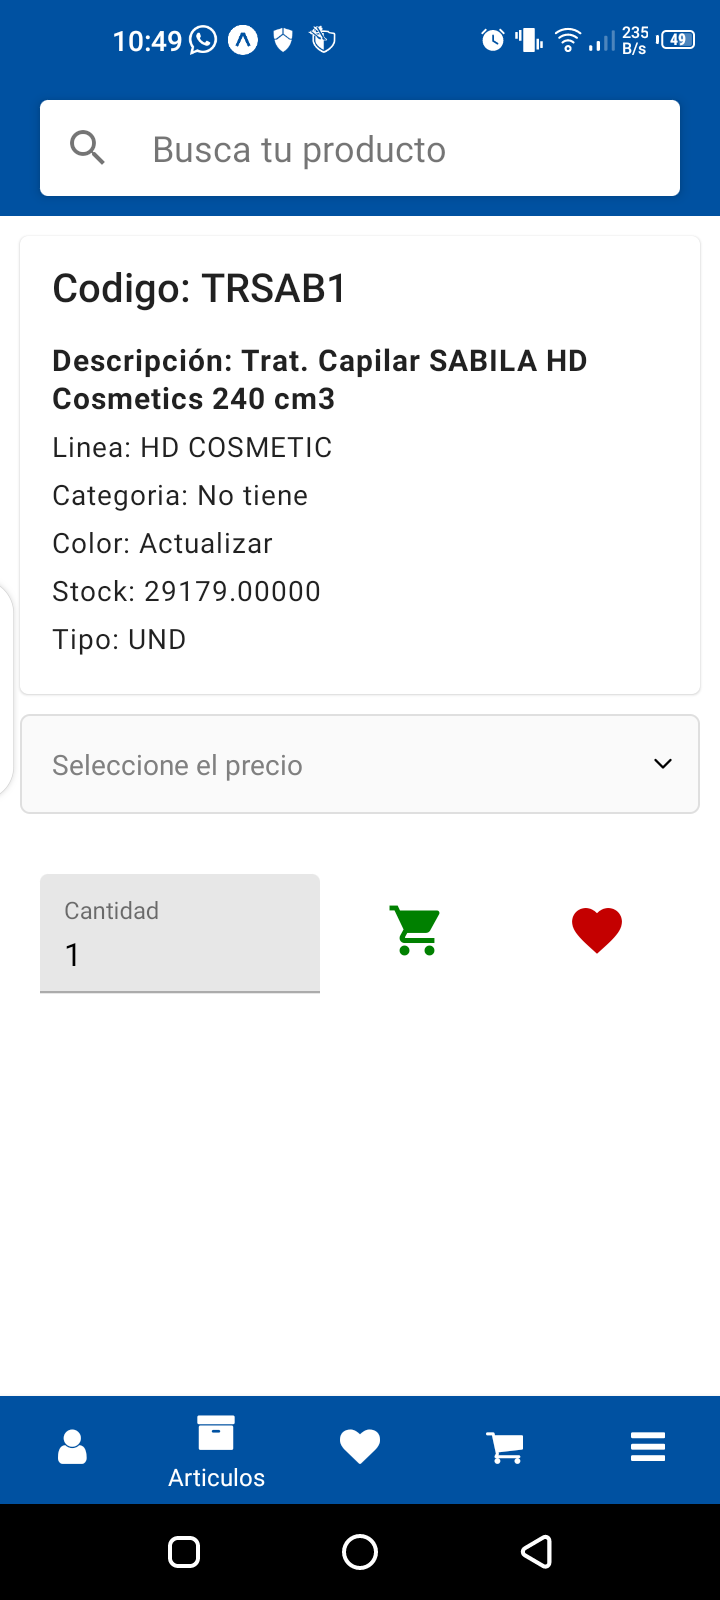 10:49
235
B/s
49
Busca tu producto
Codigo: TRSAB1
Descripción: Trat. Capilar SABILA HD
Cosmetics 240 cm3
Linea: HD COSMETIC
Categoria: No tiene
Color: Actualizar
Stock: 29179.00000
Tipo: UND
Seleccione el precio
Cantidad
1
Articulos